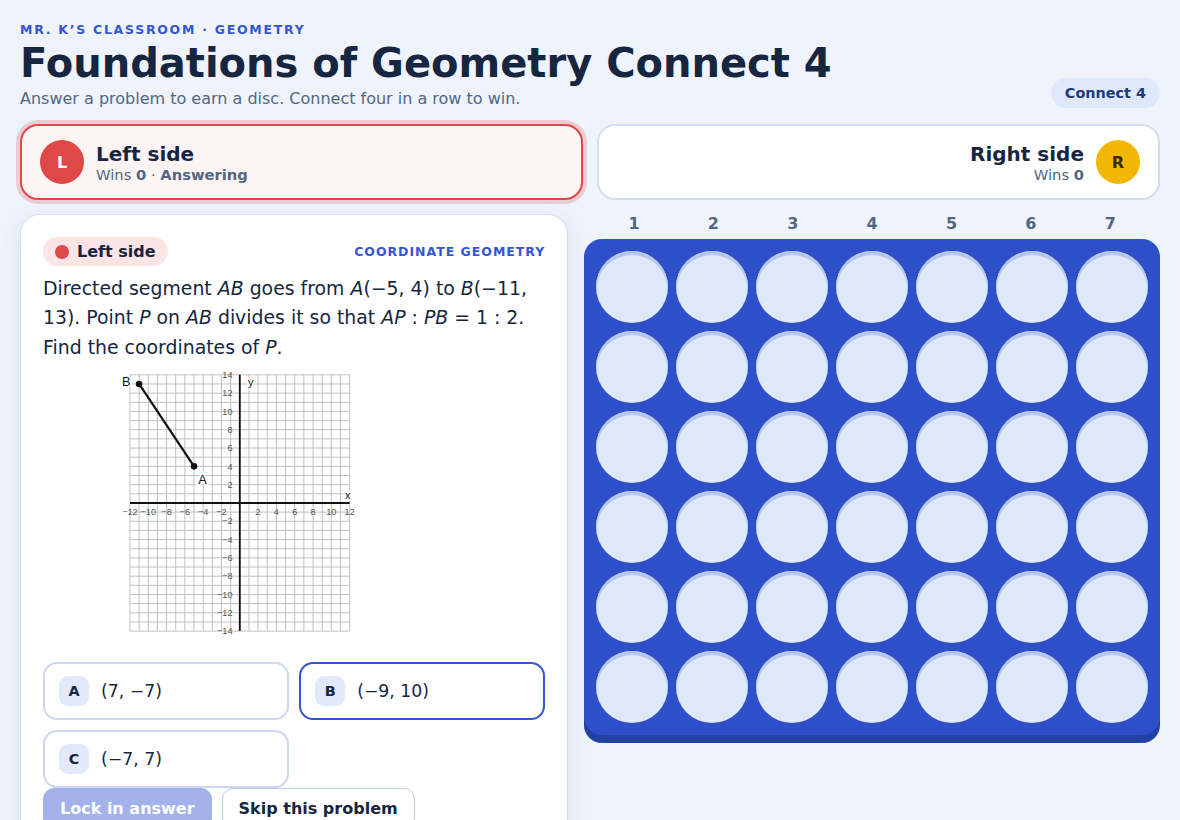 MR. K’S CLASSROOM · GEOMETRY
Foundations of Geometry Connect 4
Answer a problem to earn a disc. Connect four in a row to win.
Connect 4
L
Left side
Wins 0 · Answering
Right side
Wins 0
R
Left side
COORDINATE GEOMETRY
Directed segment AB goes from A(−5, 4) to B(−11,
13). Point P on AB divides it so that AP : PB = 1 : 2.
Find the coordinates of P.
B
A
y
x
14
12
10
8
6
4
2
−2
−4
−6
−8
−10
−12
−14
−12 −10 −8 −6 −4 −2 2 4 6 8 10 12
A (7, −7)
B (−9, 10)
C (−7, 7)
Lock in answer
Skip this problem
1 2 3 4 5 6 7